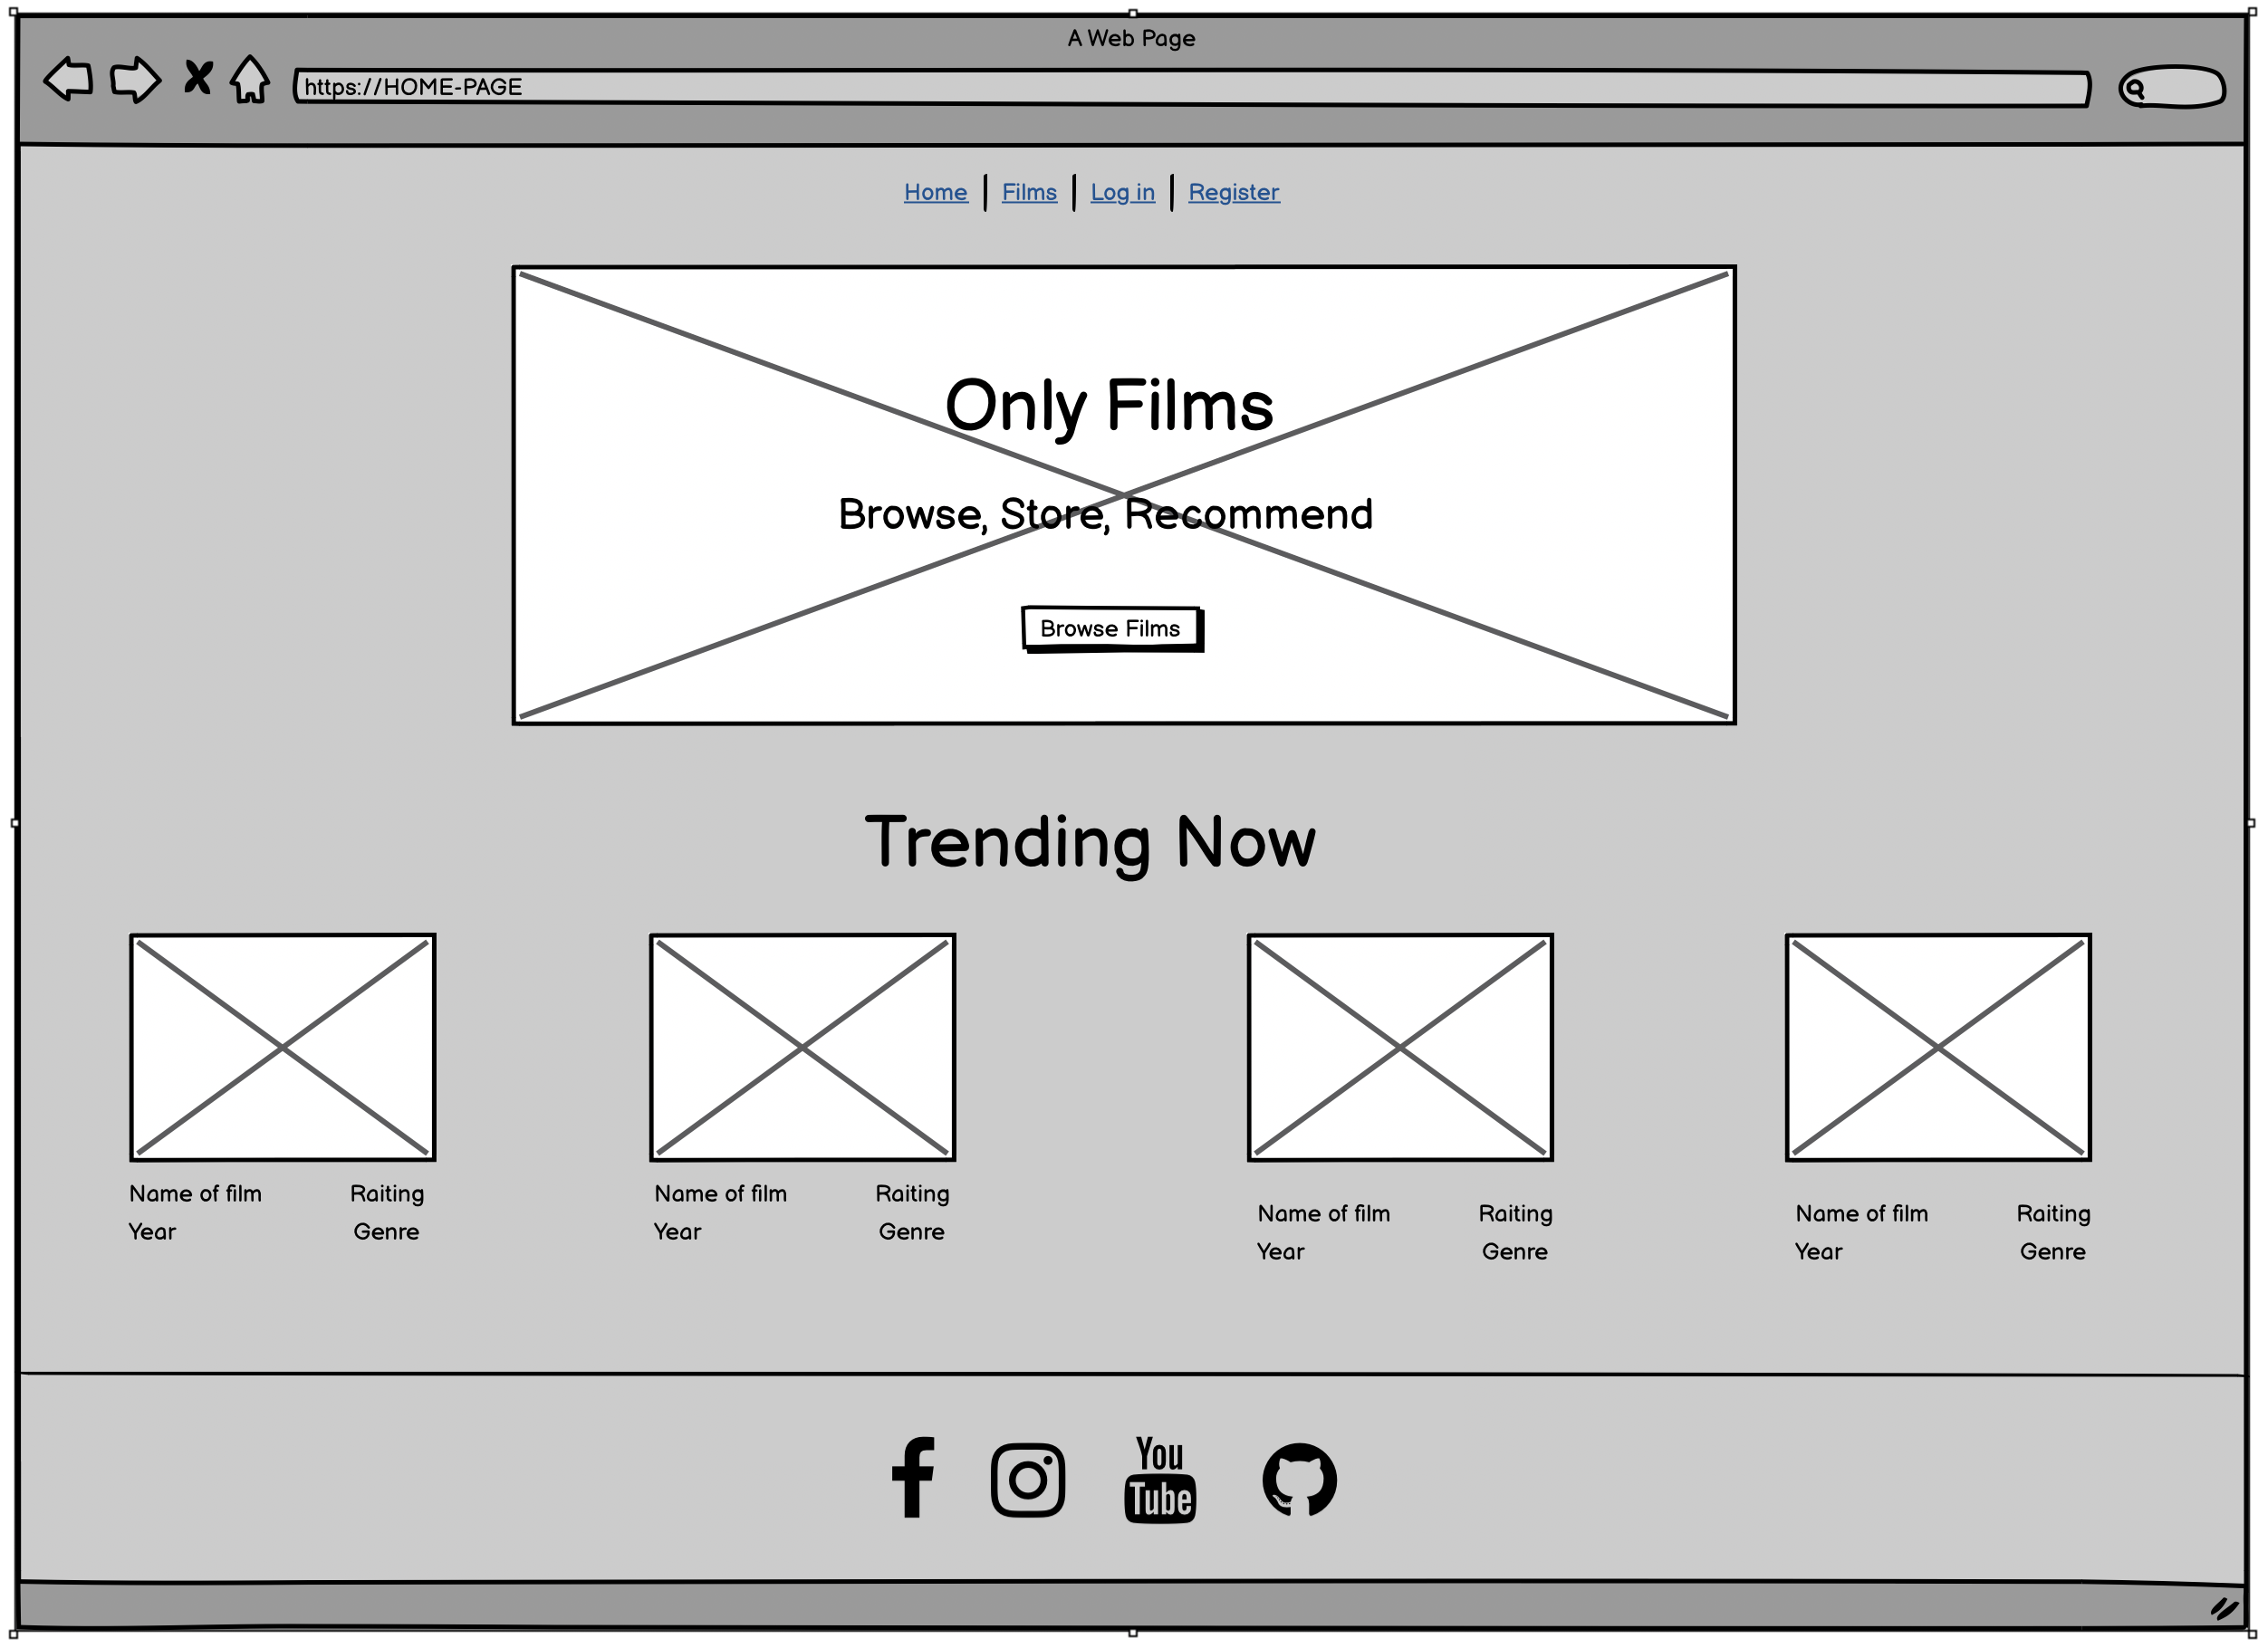 A Web Page
https://HOME-PAGE
Home Films Log in Register
Only Films
Browse, Store, Recommend
Browse Films
Trending Now
Name of film Raiting
Year Genre
Name of film Raiting
Year Genre
Name of film Raiting
Year Genre
Name of film Raiting
Year Genre
You
Tube